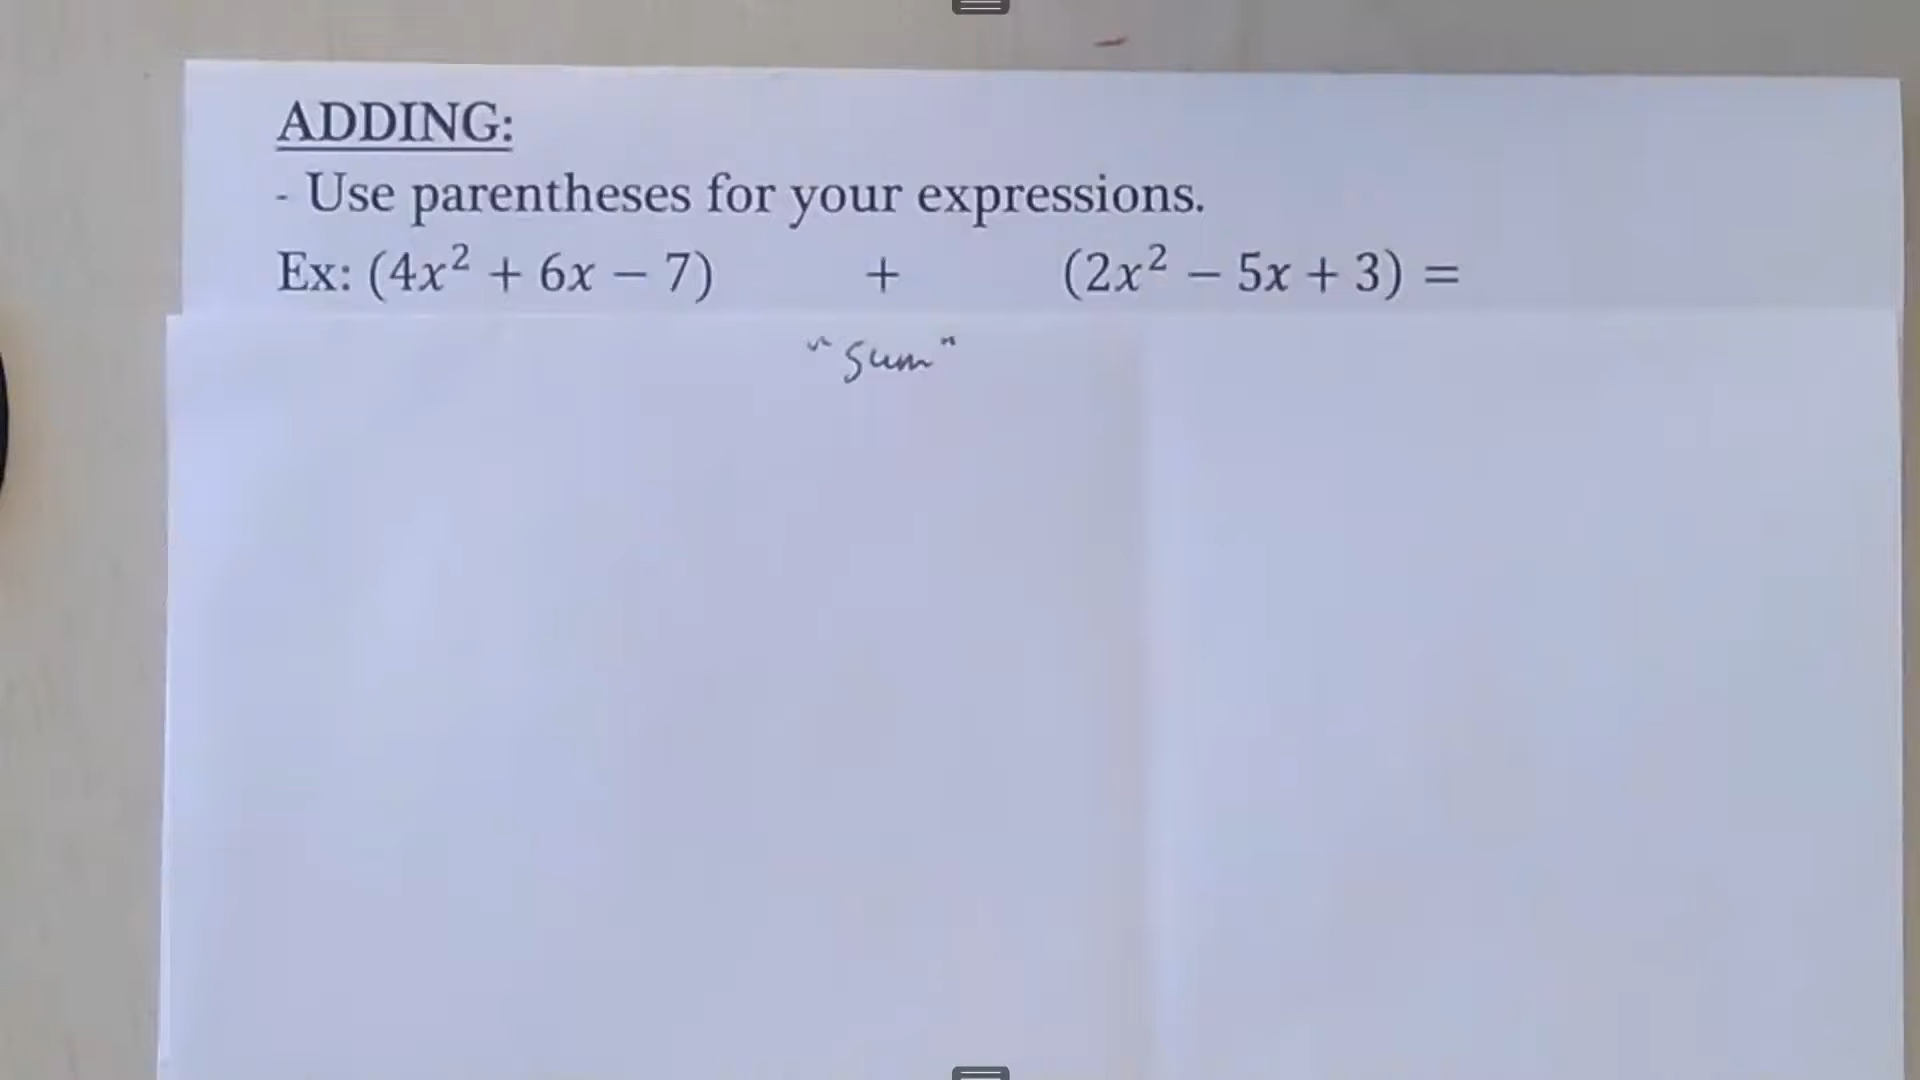 ADDING:
- Use parentheses for your expressions.
Ex: (4x² + 6x − 7) + (2x² − 5x + 3) =
"Sum"